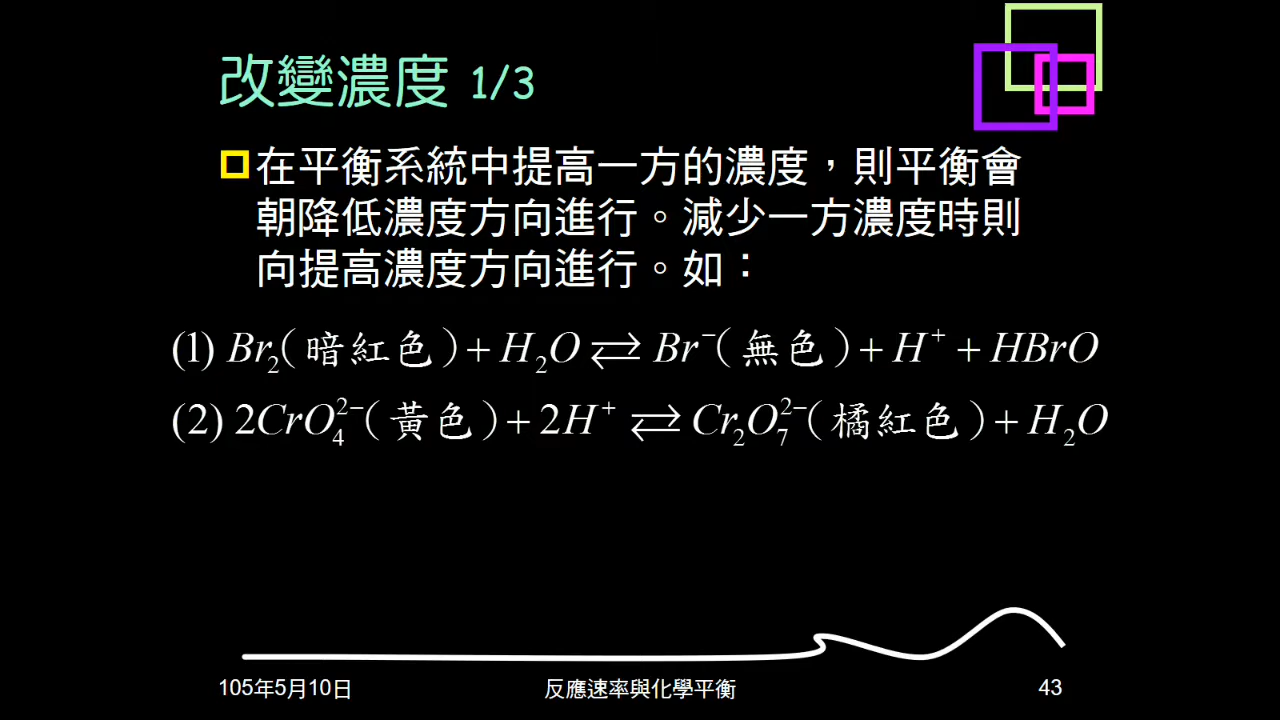 改變濃度 1/3
在平衡系統中提高一方的濃度，則平衡會
朝降低濃度方向進行。減少一方濃度時則
向提高濃度方向進行。如：
(1) Br₂(暗紅色)+H₂O⇌Br⁻(無色)+H⁺+HBrO
(2) 2CrO₄²⁻(黃色)+2H⁺⇌Cr₂O₇²⁻(橘紅色)+H₂O
105年5月10日 反應速率與化學平衡 43